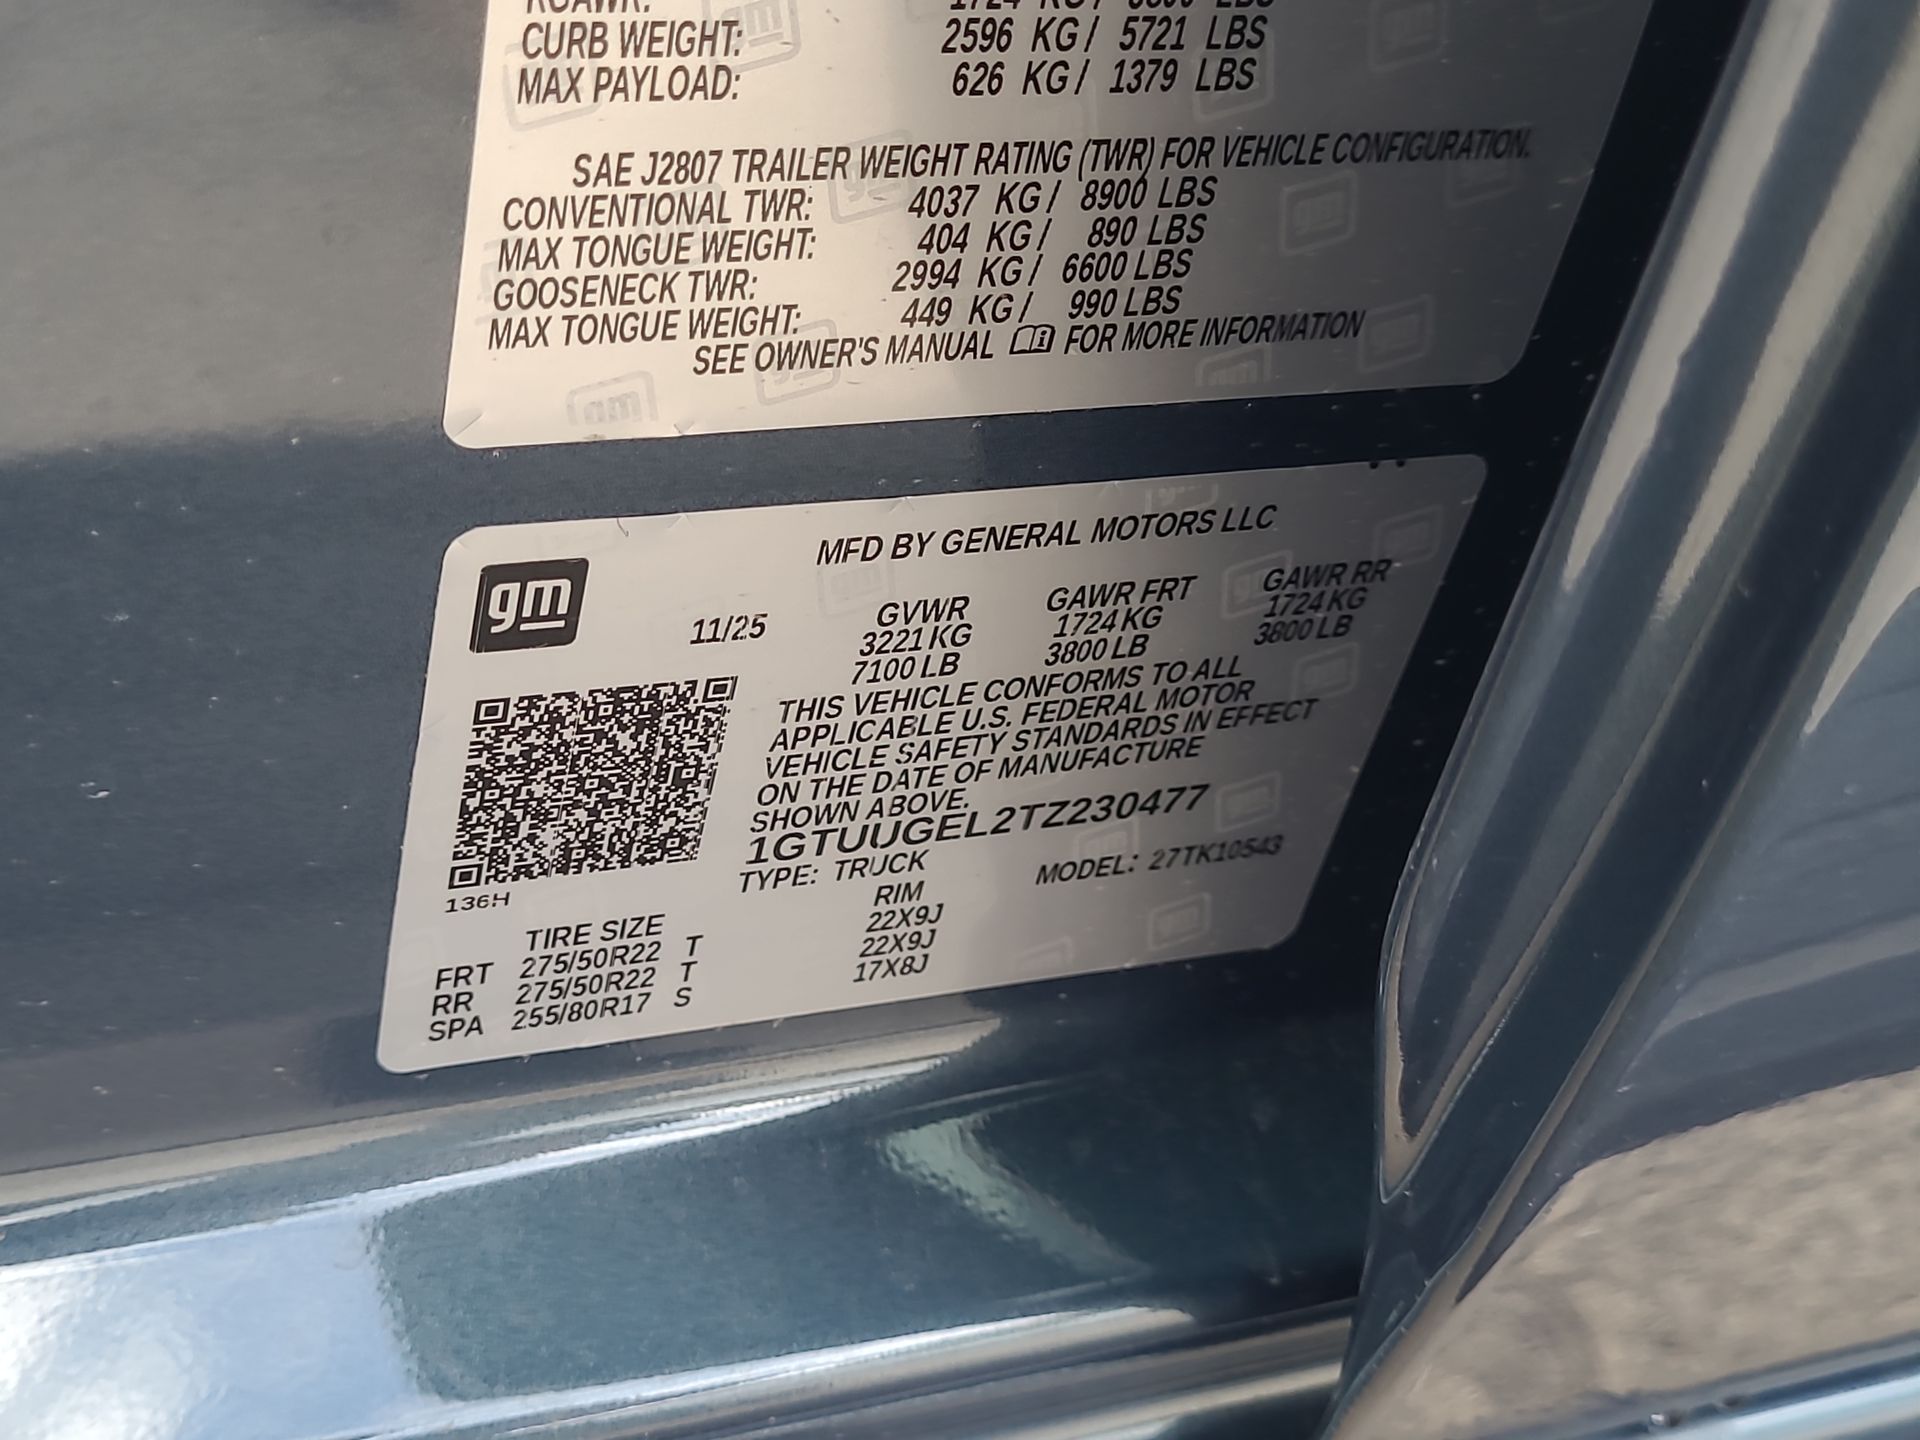 RGAWR: 1724 KG / 3800 LBS
CURB WEIGHT: 2596 KG / 5721 LBS
MAX PAYLOAD: 626 KG / 1379 LBS
SAE J2807 TRAILER WEIGHT RATING (TWR) FOR VEHICLE CONFIGURATION.
CONVENTIONAL TWR: 4037 KG / 8900 LBS
MAX TONGUE WEIGHT: 404 KG / 890 LBS
GOOSENECK TWR: 2994 KG / 6600 LBS
MAX TONGUE WEIGHT: 449 KG / 990 LBS
SEE OWNER'S MANUAL FOR MORE INFORMATION
MFD BY GENERAL MOTORS LLC
gm
11/25 GVWR GAWR FRT GAWR RR
3221 KG 1724 KG 1724 KG
7100 LB 3800 LB 3800 LB
THIS VEHICLE CONFORMS TO ALL
APPLICABLE U.S. FEDERAL MOTOR
VEHICLE SAFETY STANDARDS IN EFFECT
ON THE DATE OF MANUFACTURE
SHOWN ABOVE.
1GTUUGEL2TZ230477
TYPE: TRUCK MODEL: 27TK10543
136H
TIRE SIZE RIM
FRT 275/50R22 T 22X9J
RR 275/50R22 T 22X9J
SPA 255/80R17 S 17X8J